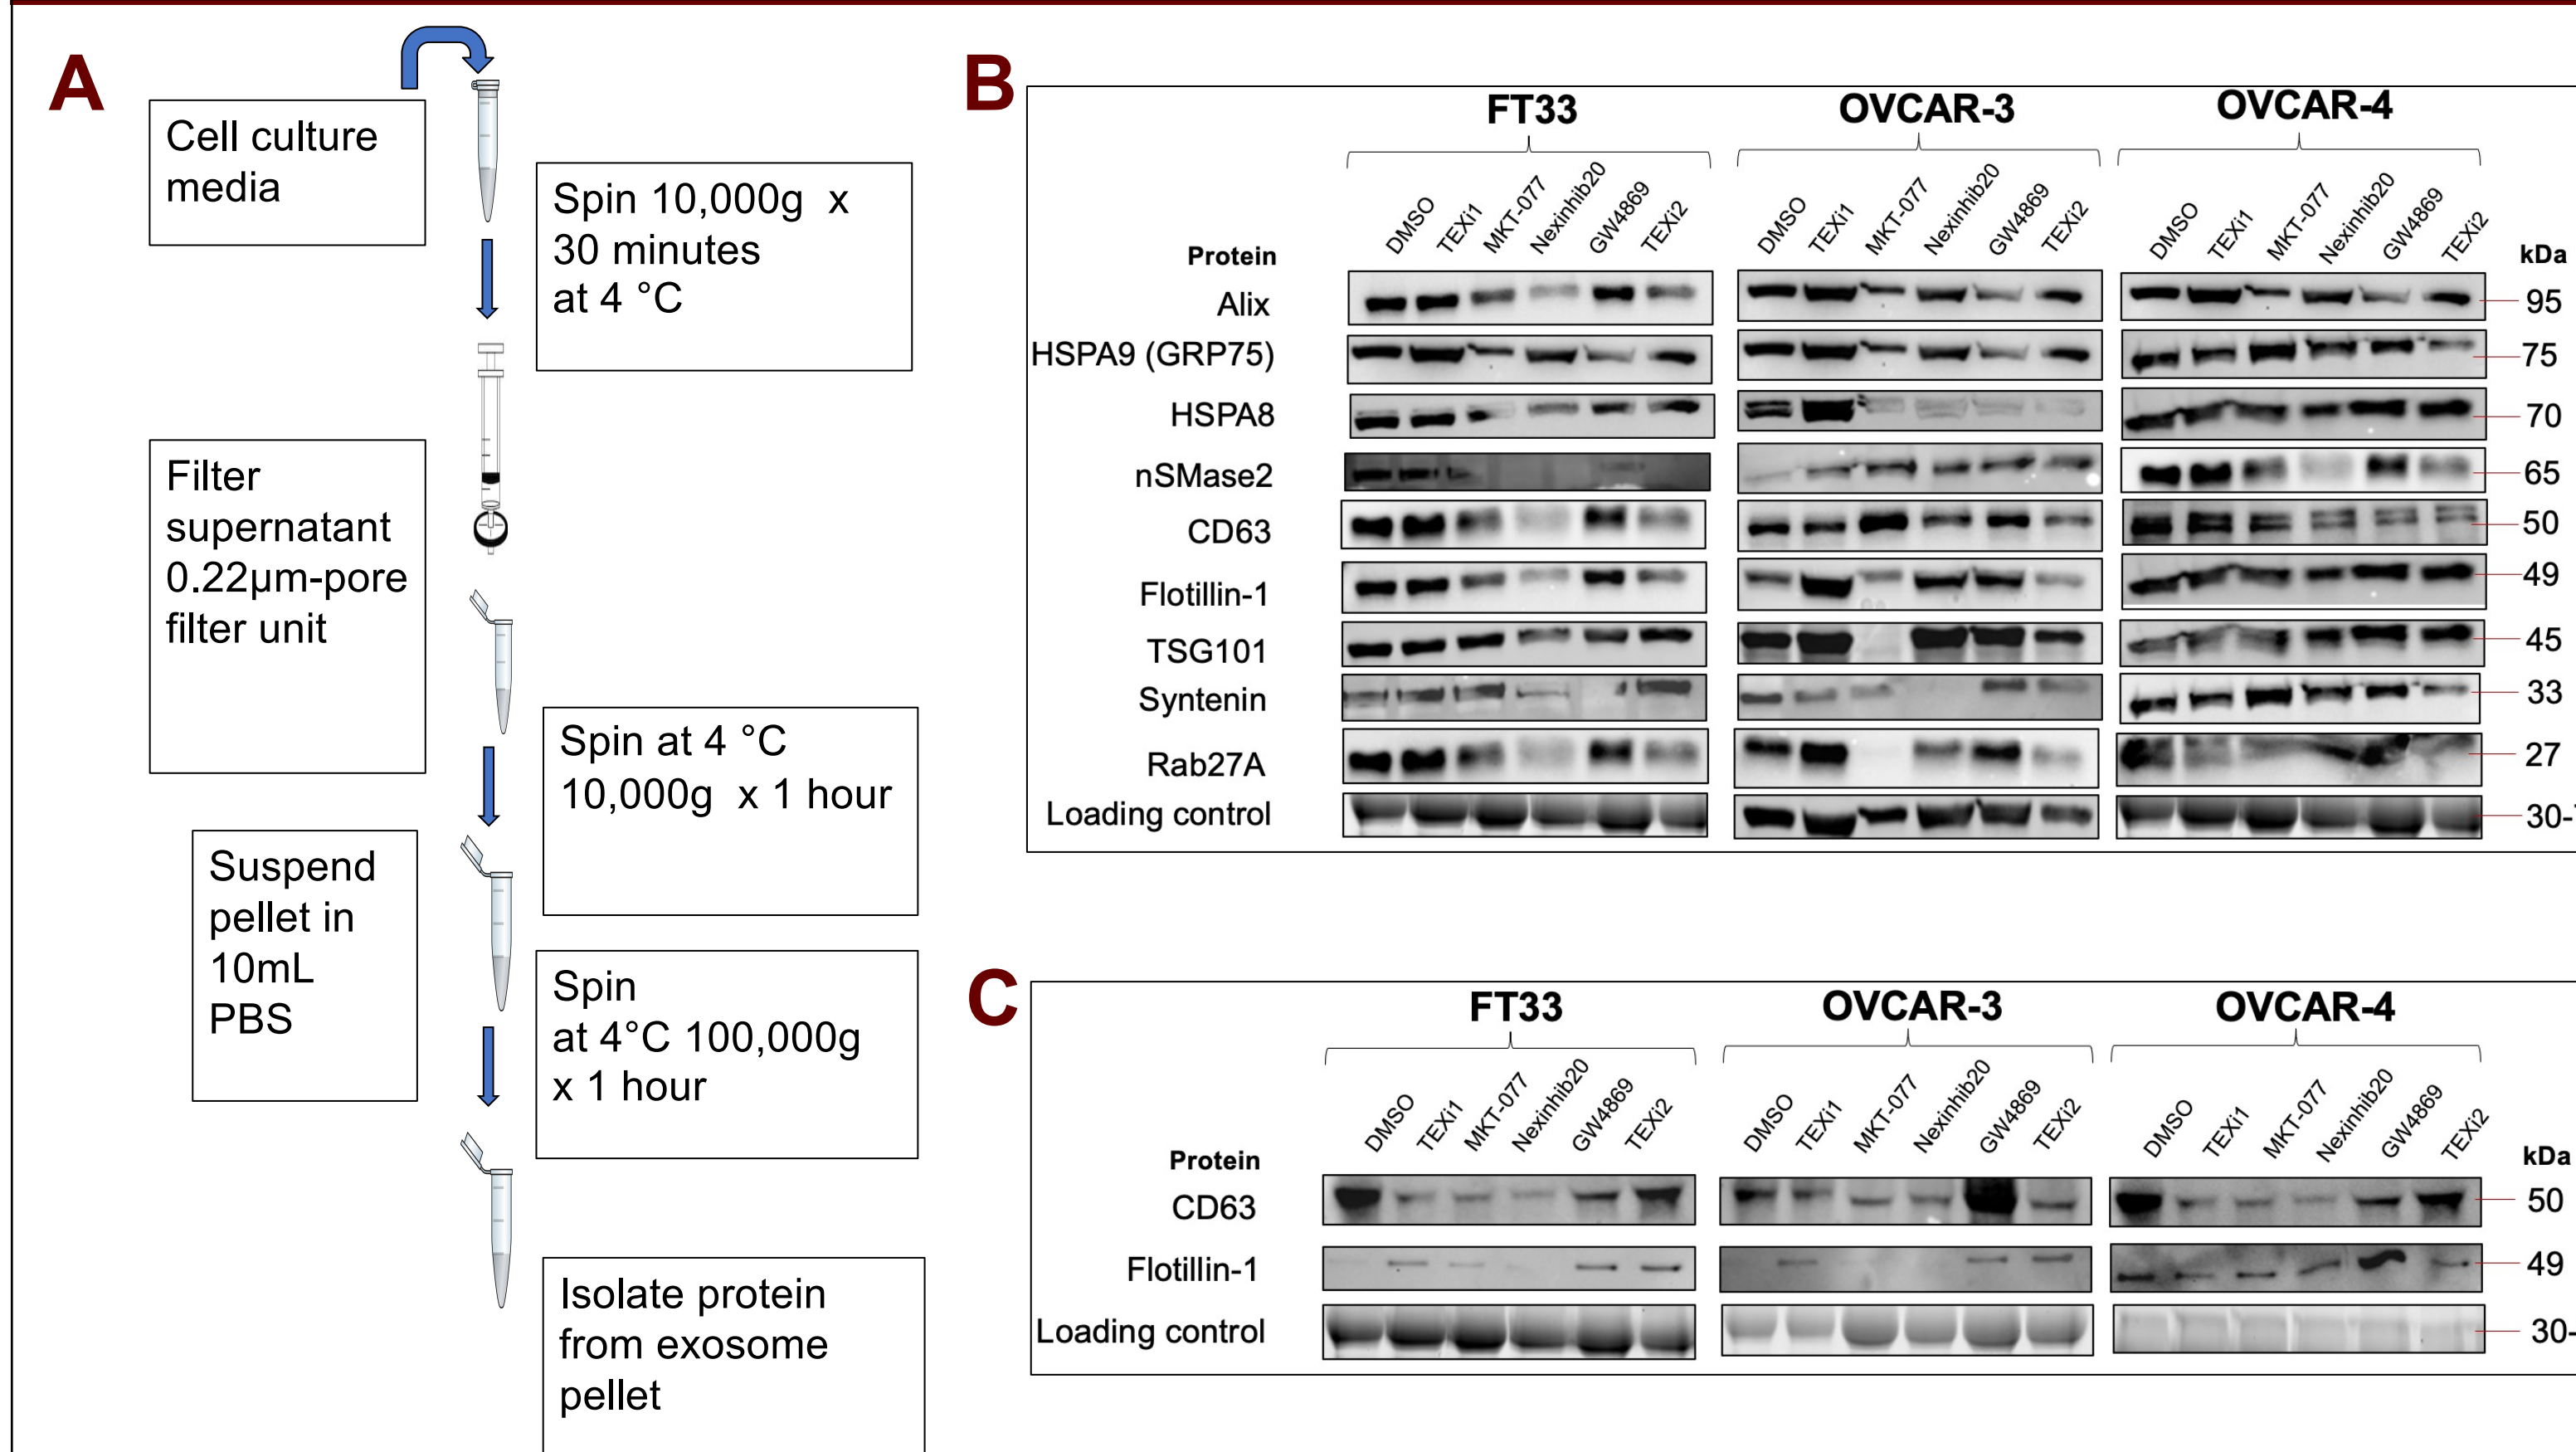 A
Cell culture
media
Spin 10,000g x
30 minutes
at 4 °C
Filter
supernatant
0.22µm-pore
filter unit
Spin at 4 °C
10,000g x 1 hour
Suspend
pellet in
10mL
PBS
Spin
at 4°C 100,000g
x 1 hour
Isolate protein
from exosome
pellet
B
FT33 OVCAR-3 OVCAR-4
DMSO TEXi1 MKT-077 Nexinhib20 GW4869 TEXi2 DMSO TEXi1 MKT-077 Nexinhib20 GW4869 TEXi2 DMSO TEXi1 MKT-077 Nexinhib20 GW4869 TEXi2
Protein kDa
Alix 95
HSPA9 (GRP75) 75
HSPA8 70
nSMase2 65
CD63 50
Flotillin-1 49
TSG101 45
Syntenin 33
Rab27A 27
Loading control 30-
C
FT33 OVCAR-3 OVCAR-4
DMSO TEXi1 MKT-077 Nexinhib20 GW4869 TEXi2 DMSO TEXi1 MKT-077 Nexinhib20 GW4869 TEXi2 DMSO TEXi1 MKT-077 Nexinhib20 GW4869 TEXi2
Protein kDa
CD63 50
Flotillin-1 49
Loading control 30-